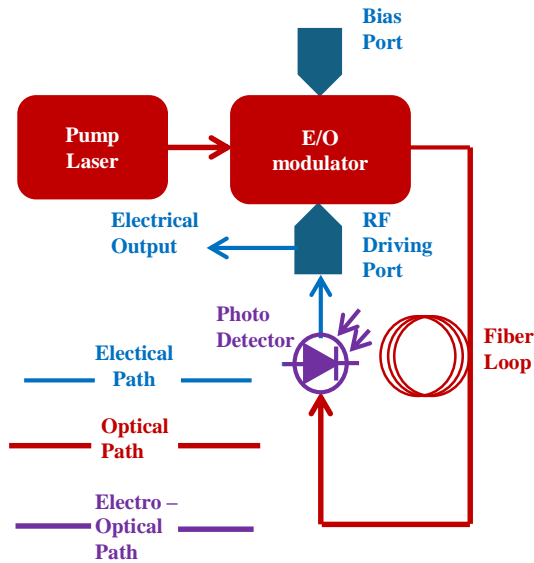 Bias
Port
Pump
Laser
E/O
modulator
Electrical
Output
RF
Driving
Port
Photo
Detector
Fiber
Loop
Electical
Path
Optical
Path
Electro –
Optical
Path